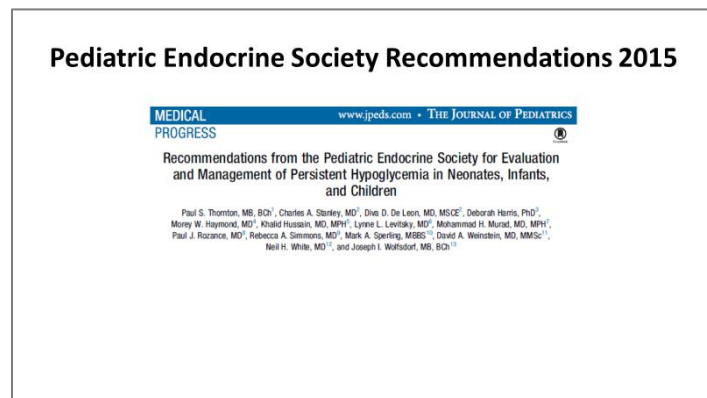 Pediatric Endocrine Society Recommendations 2015
MEDICAL www.jpeds.com • THE JOURNAL OF PEDIATRICS
PROGRESS
Recommendations from the Pediatric Endocrine Society for Evaluation
and Management of Persistent Hypoglycemia in Neonates, Infants,
and Children
Paul S. Thornton, MB, BCh1, Charles A. Stanley, MD2, Diva D. De Leon, MD, MSCE2, Deborah Harris, PhD3,
Morey W. Haymond, MD4, Khalid Hussain, MD, MPH5, Lynne L. Levitsky, MD6, Mohammad H. Murad, MD, MPH7,
Paul J. Rozance, MD8, Rebecca A. Simmons, MD9, Mark A. Sperling, MBBS10, David A. Weinstein, MD, MMSc11,
Neil H. White, MD12, and Joseph I. Wolfsdorf, MB, BCh13